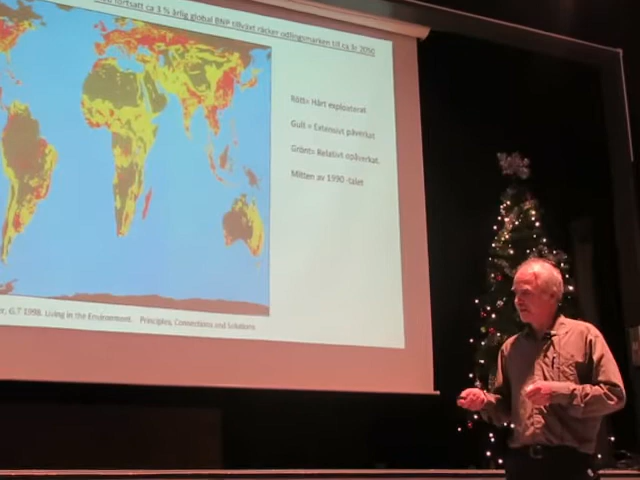 fortsatt ca 3 % årlig global BNP tillväxt räcker odlingsmarken till ca år 2050
Rött= Hårt exploaterat
Gult = Extensivt påverkat
Grönt= Relativt opåverkat.
Mitten av 1990 -talet
G.T 1998. Living in the Environment. Principles, Connections and Solutions